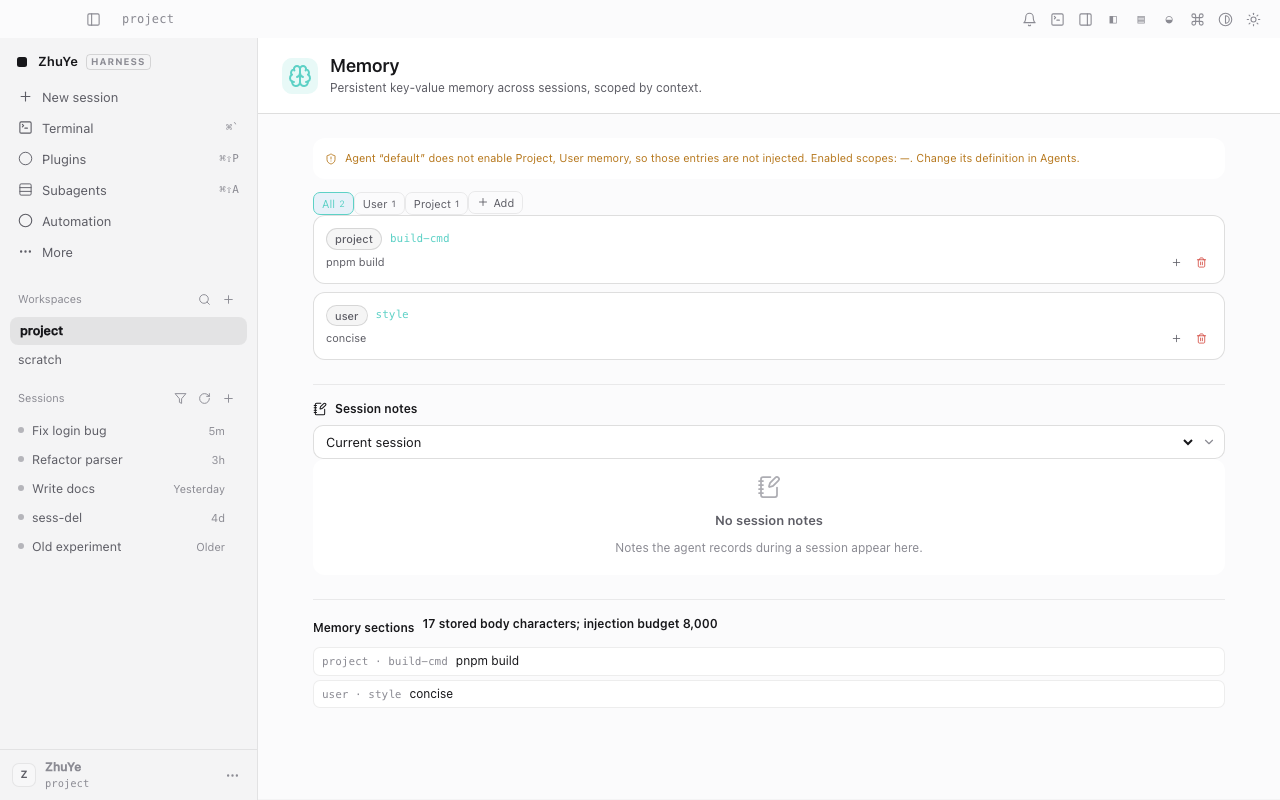 project
ZhuYe HARNESS
New session
Terminal ⌘`
Plugins ⌘⇧P
Subagents ⌘⇧A
Automation
More
Workspaces
project
scratch
Sessions
Fix login bug 5m
Refactor parser 3h
Write docs Yesterday
sess-del 4d
Old experiment Older
Z
ZhuYe
project
Memory
Persistent key-value memory across sessions, scoped by context.
Agent “default” does not enable Project, User memory, so those entries are not injected. Enabled scopes: —. Change its definition in Agents.
All 2 User 1 Project 1 + Add
project build-cmd
pnpm build
user style
concise
Session notes
Current session
No session notes
Notes the agent records during a session appear here.
Memory sections 17 stored body characters; injection budget 8,000
project · build-cmd pnpm build
user · style concise